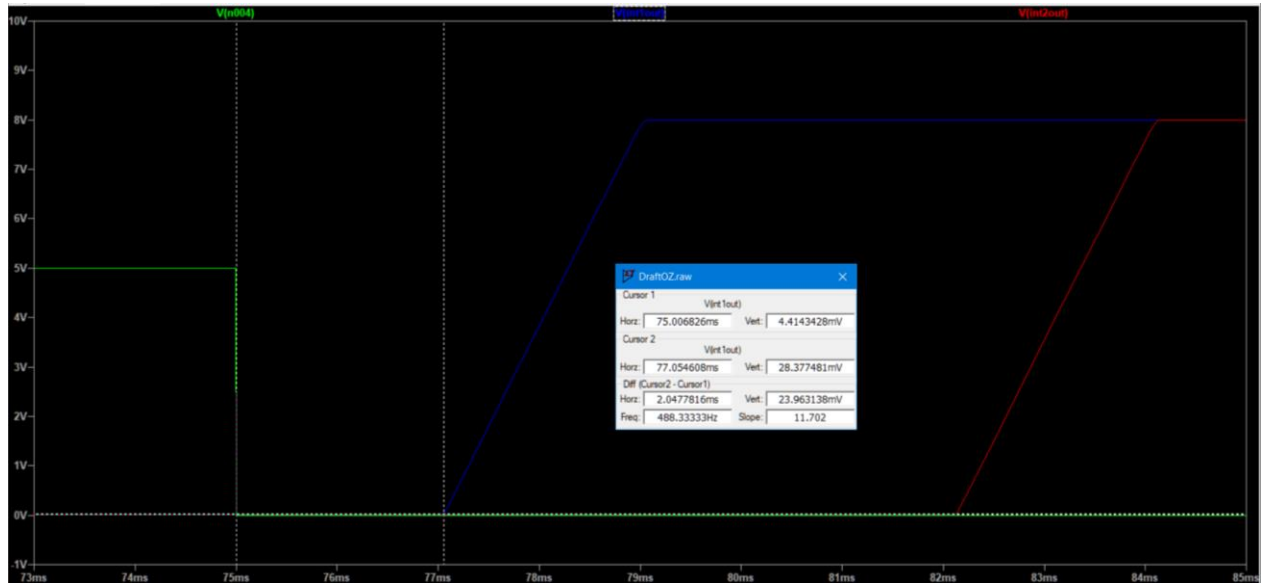 V(n004) V(int1out) V(int2out)
10V
9V
8V
7V
6V
5V
4V
3V
2V
1V
0V
-1V
73ms 74ms 75ms 76ms 77ms 78ms 79ms 80ms 81ms 82ms 83ms 84ms 85ms
DraftOZ.raw
Cursor 1
V(int1out)
Horz: 75.006826ms Vert: 4.4143428mV
Cursor 2
V(int1out)
Horz: 77.054608ms Vert: 28.377481mV
Diff (Cursor2 - Cursor1)
Horz: 2.0477816ms Vert: 23.963138mV
Freq: 488.33333Hz Slope: 11.702